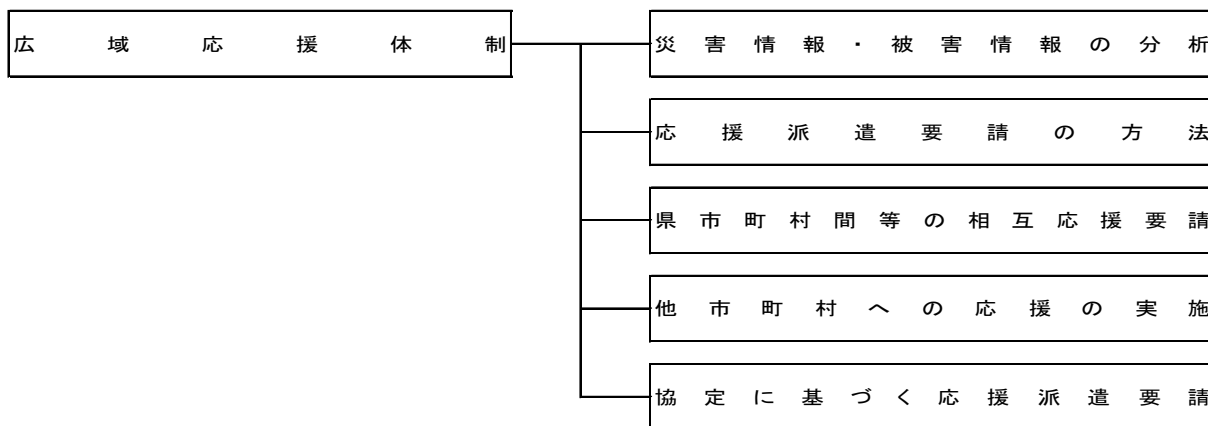 広域応援体制
災害情報・被害情報の分析
応援派遣要請の方法
県市町村間等の相互応援要請
他市町村への応援の実施
協定に基づく応援派遣要請